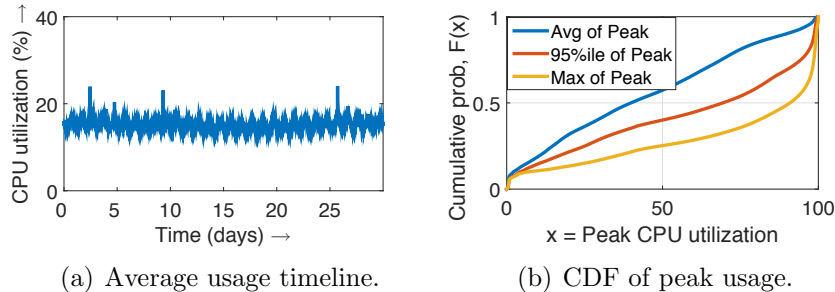 CPU utilization (%) →
40
20
0
0
5
10
15
20
25
Time (days) →
(a) Average usage timeline.
Cumulative prob, F(x)
1
0.5
0
Avg of Peak
95%ile of Peak
Max of Peak
0
50
100
x = Peak CPU utilization
(b) CDF of peak usage.